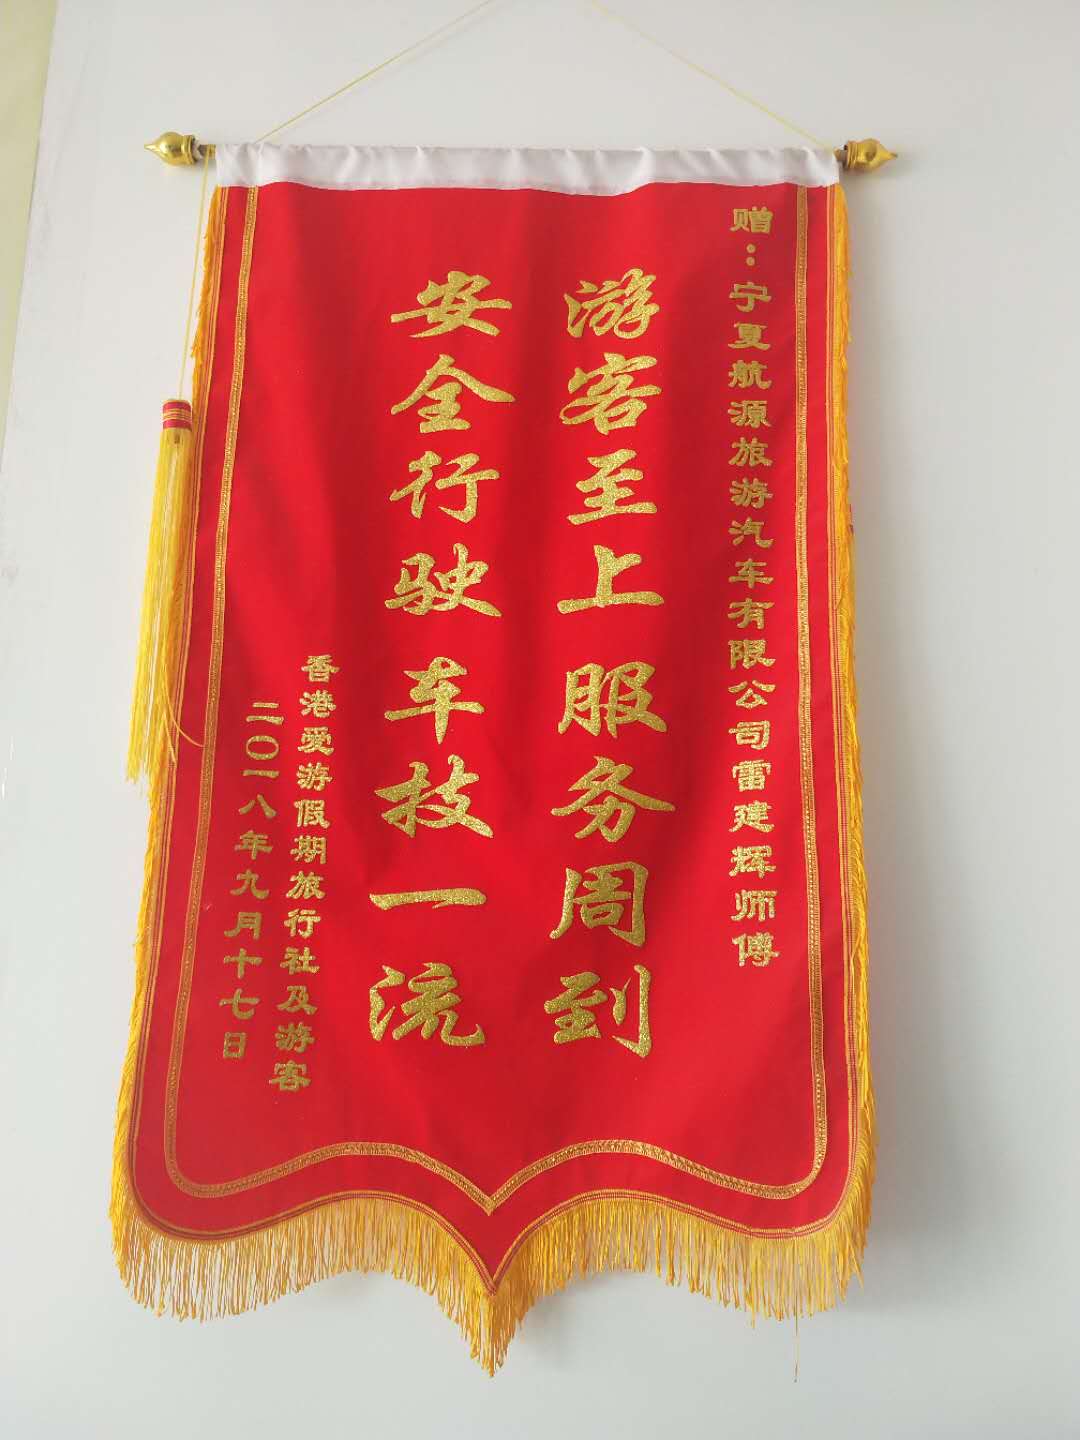 赠：宁夏航源旅游汽车有限公司雷建辉师傅
游客至上 服务周到
安全行驶 车技一流
香港爱游假期旅行社及游客
二〇一八年九月十七日